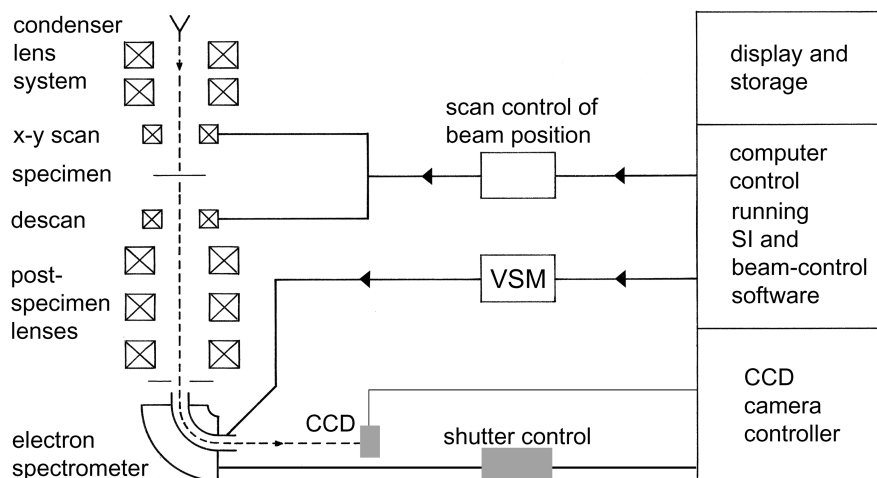 condenser
lens
system
x-y scan
specimen
descan
post-
specimen
lenses
electron
spectrometer
scan control of
beam position
VSM
CCD
shutter control
display and
storage
computer
control
running
SI and
beam-control
software
CCD
camera
controller